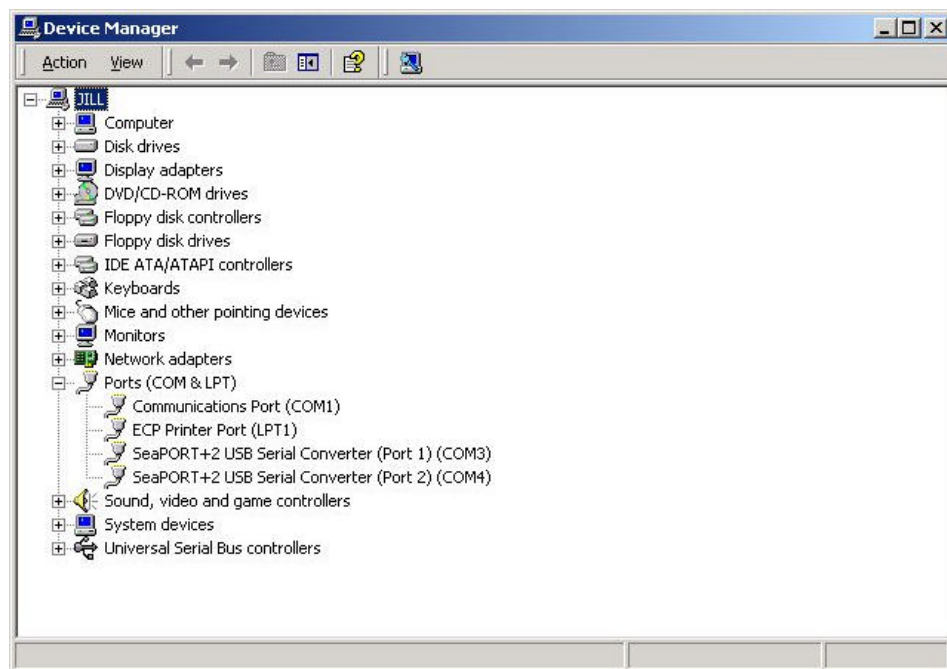 Device Manager
Action View
JILL
Computer
Disk drives
Display adapters
DVD/CD-ROM drives
Floppy disk controllers
Floppy disk drives
IDE ATA/ATAPI controllers
Keyboards
Mice and other pointing devices
Monitors
Network adapters
Ports (COM & LPT)
Communications Port (COM1)
ECP Printer Port (LPT1)
SeaPORT+2 USB Serial Converter (Port 1) (COM3)
SeaPORT+2 USB Serial Converter (Port 2) (COM4)
Sound, video and game controllers
System devices
Universal Serial Bus controllers